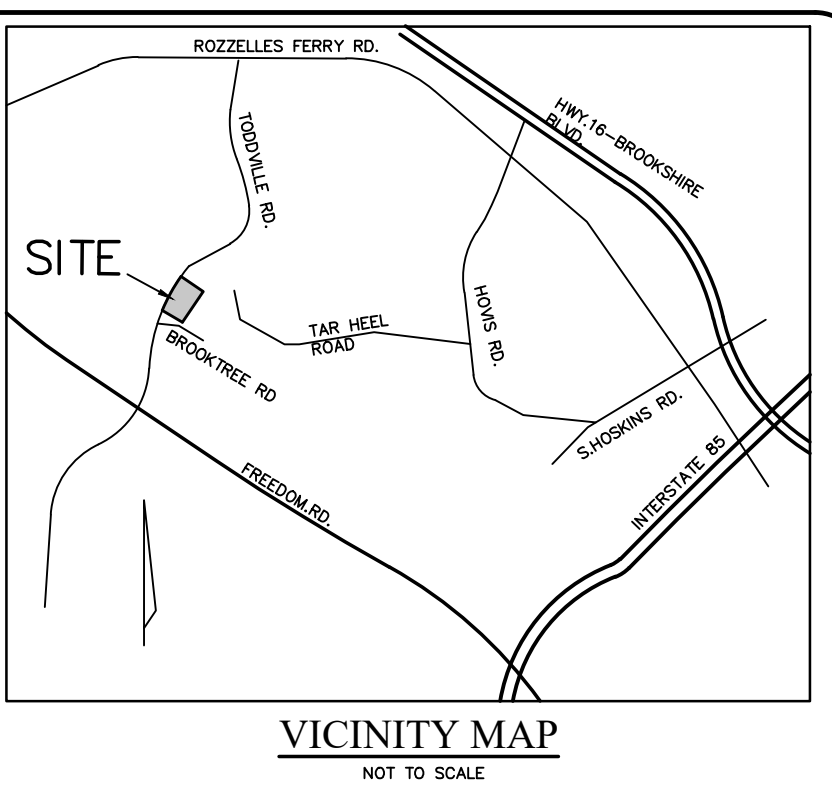 ROZZELLES FERRY RD.
HWY.16-BROOKSHIRE
BLVD.
TODDVILLE RD.
SITE
HOVIS RD.
TAR HEEL
ROAD
BROOKTREE RD
S.HOSKINS RD.
INTERSTATE 85
FREEDOM.RD.
VICINITY MAP
NOT TO SCALE